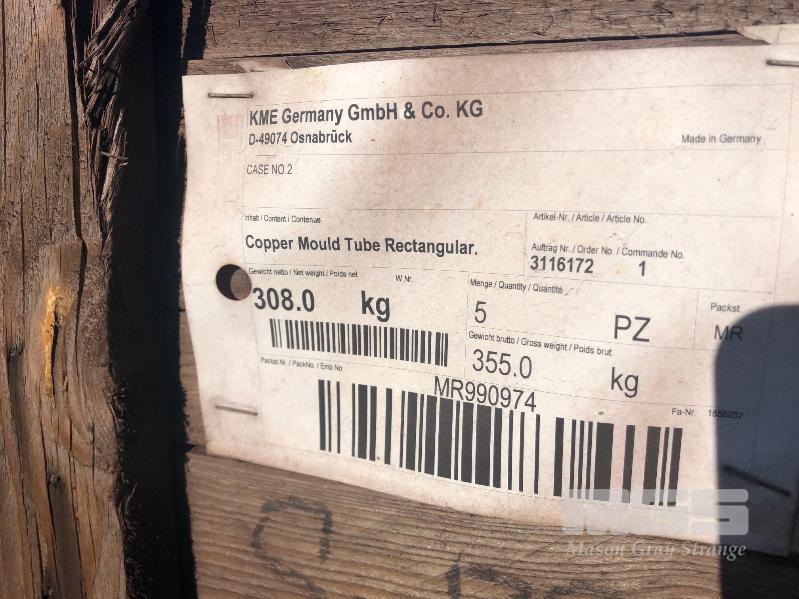 KME Germany GmbH & Co. KG
D-49074 Osnabrück
Made in Germany
CASE NO.2
Inhalt / Content / Contenue
Artikel-Nr. / Article / Article No.
Copper Mould Tube Rectangular.
Auftrag Nr. / Order No. / Commande No.
3116172 1
Gewicht netto / Net weight / Poids net W.Nr.
Menge / Quantity / Quantité
Packst.
308.0 kg
5 PZ
MR
Gewicht brutto / Gross weight / Poids brut
355.0 kg
Packst Nr. / PackNo. / Emb.No
MR990974
Fa-Nr. 1656207
MGS
Mason Gray Strange